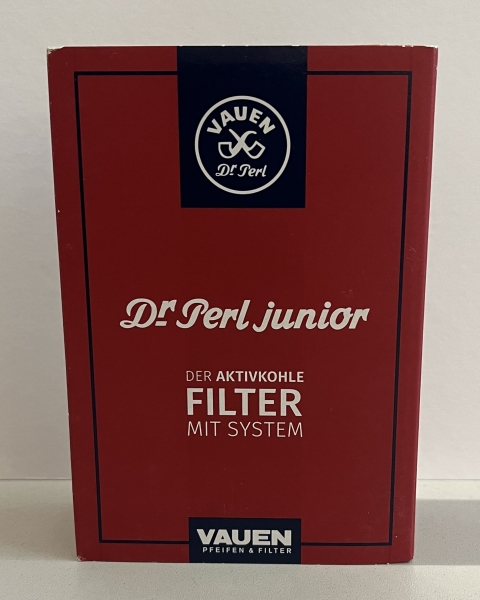 VAUEN
Dr Perl
Dr Perl junior
DER AKTIVKOHLE
FILTER
MIT SYSTEM
VAUEN
PFEIFEN & FILTER